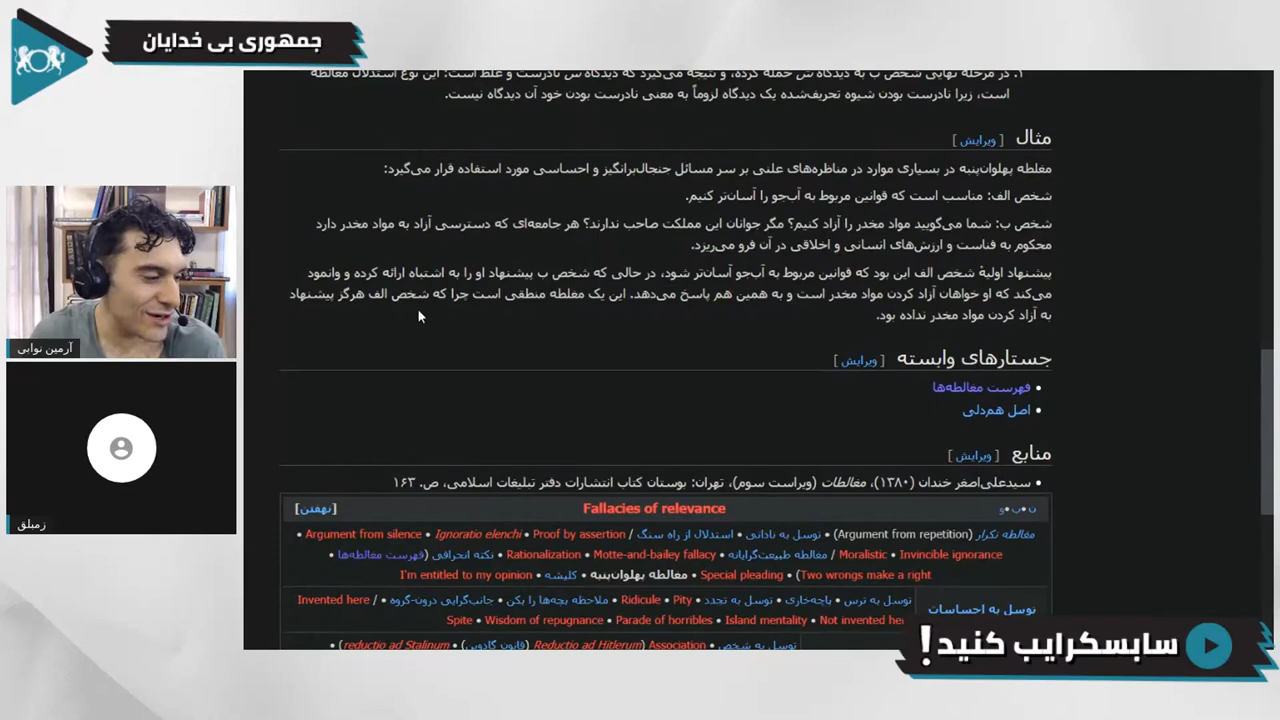 جمهوری بی خدایان
۱. در مرحله نهایی شخص ب به دیدگاه ش حمله کرده، و نتیجه می‌گیرد که دیدگاه س نادرست و غلط است؛ این نوع استدلال مغالطه
است، زیرا نادرست بودن شیوه تحریف‌شده یک دیدگاه لزوماً به معنی نادرست بودن خود آن دیدگاه نیست.
مثال [ویرایش]
مغلطه پهلوان‌پنبه در بسیاری موارد در مناظره‌های علنی بر سر مسائل جنجال‌برانگیز و احساسی مورد استفاده قرار می‌گیرد:
شخص الف: مناسب است که قوانین مربوط به آب‌جو را آسان‌تر کنیم.
شخص ب: شما می‌گویید مواد مخدر را آزاد کنیم؟ مگر جوانان این مملکت صاحب ندارند؟ هر جامعه‌ای که دسترسی آزاد به مواد مخدر دارد
محکوم به فناست و ارزش‌های انسانی و اخلاقی در آن فرو می‌ریزد.
پیشنهاد اولیهٔ شخص الف این بود که قوانین مربوط به آب‌جو آسان‌تر شود، در حالی که شخص ب پیشنهاد او را به اشتباه ارائه کرده و وانمود
می‌کند که او خواهان آزاد کردن مواد مخدر است و به همین هم پاسخ می‌دهد. این یک مغلطه منطقی است چرا که شخص الف هرگز پیشنهاد
به آزاد کردن مواد مخدر نداده بود.
آرمین نوابی
جستارهای وابسته [ویرایش]
• فهرست مغالطه‌ها
• اصل هم‌دلی
منابع [ویرایش]
• سیدعلی‌اصغر خندان (۱۳۸۰)، مغالطات (ویراست سوم)، تهران: بوستان کتاب انتشارات دفتر تبلیغات اسلامی، ص. ۱۶۳
ن • ب • و Fallacies of relevance [نهفتن]
مغالطه تکرار (Argument from repetition) • توسل به نادانی • استدلال از راه سنگ / Proof by assertion • Ignoratio elenchi • Argument from silence •
Invincible ignorance • Moralistic / مغالطه طبیعت‌گرایانه • Motte-and-bailey fallacy • Rationalization • نکته انحرافی (فهرست مغالطه‌ها
Two wrongs make a right) • Special pleading • مغالطه پهلوان‌پنبه • کلیشه • I'm entitled to my opinion
زمبلق
توسل به احساسات
توسل به ترس • پاچه‌خاری • توسل به تجدد • Pity • Ridicule • ملاحظه بچه‌ها را بکن • جانب‌گرایی درون-گروه / Invented here
Not invented here • Island mentality • Parade of horribles • Wisdom of repugnance • Spite
توسل به شخص • Association (Reductio ad Hitlerum (قانون گادوین) • reductio ad Stalinum) •
سابسکرایب کنید!